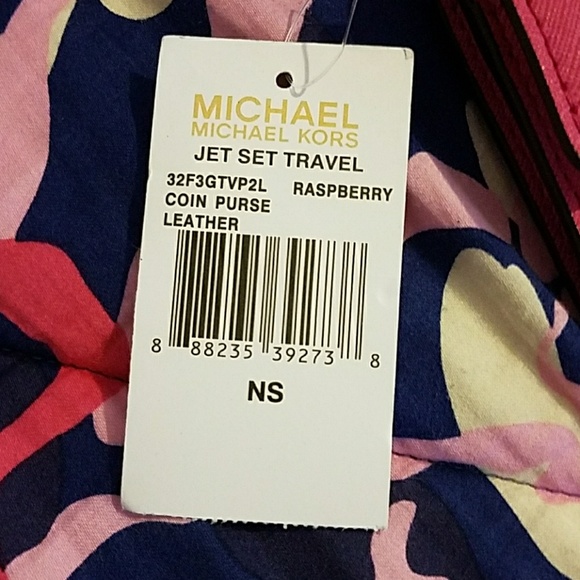 MICHAEL
MICHAEL KORS
JET SET TRAVEL
32F3GTVP2L RASPBERRY
COIN PURSE
LEATHER
8 88235 39273 8
NS